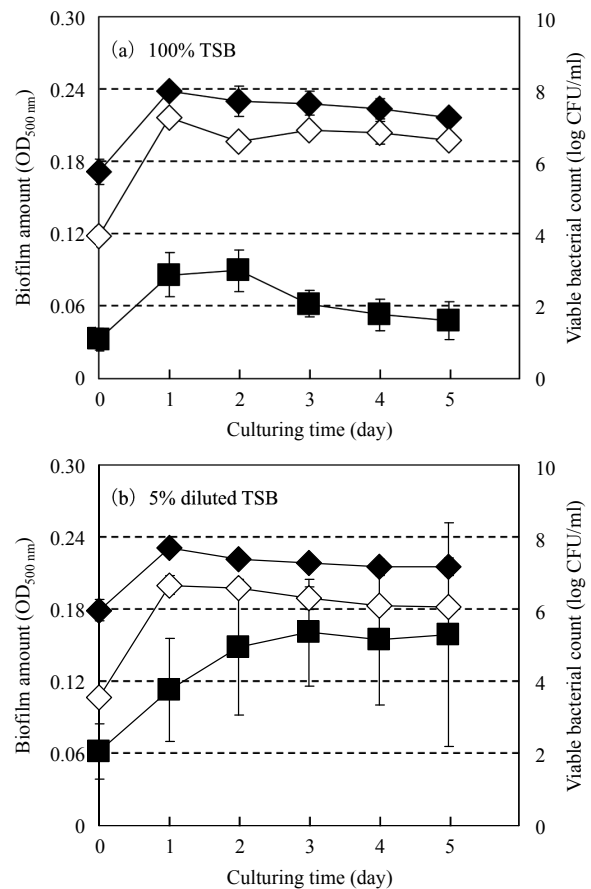 (a) 100% TSB
Biofilm amount (OD500 nm)
0.30
0.24
0.18
0.12
0.06
0
10
8
6
4
2
0
Viable bacterial count (log CFU/ml)
0 1 2 3 4 5
Culturing time (day)
(b) 5% diluted TSB
Biofilm amount (OD500 nm)
0.30
0.24
0.18
0.12
0.06
0
10
8
6
4
2
0
Viable bacterial count (log CFU/ml)
0 1 2 3 4 5
Culturing time (day)